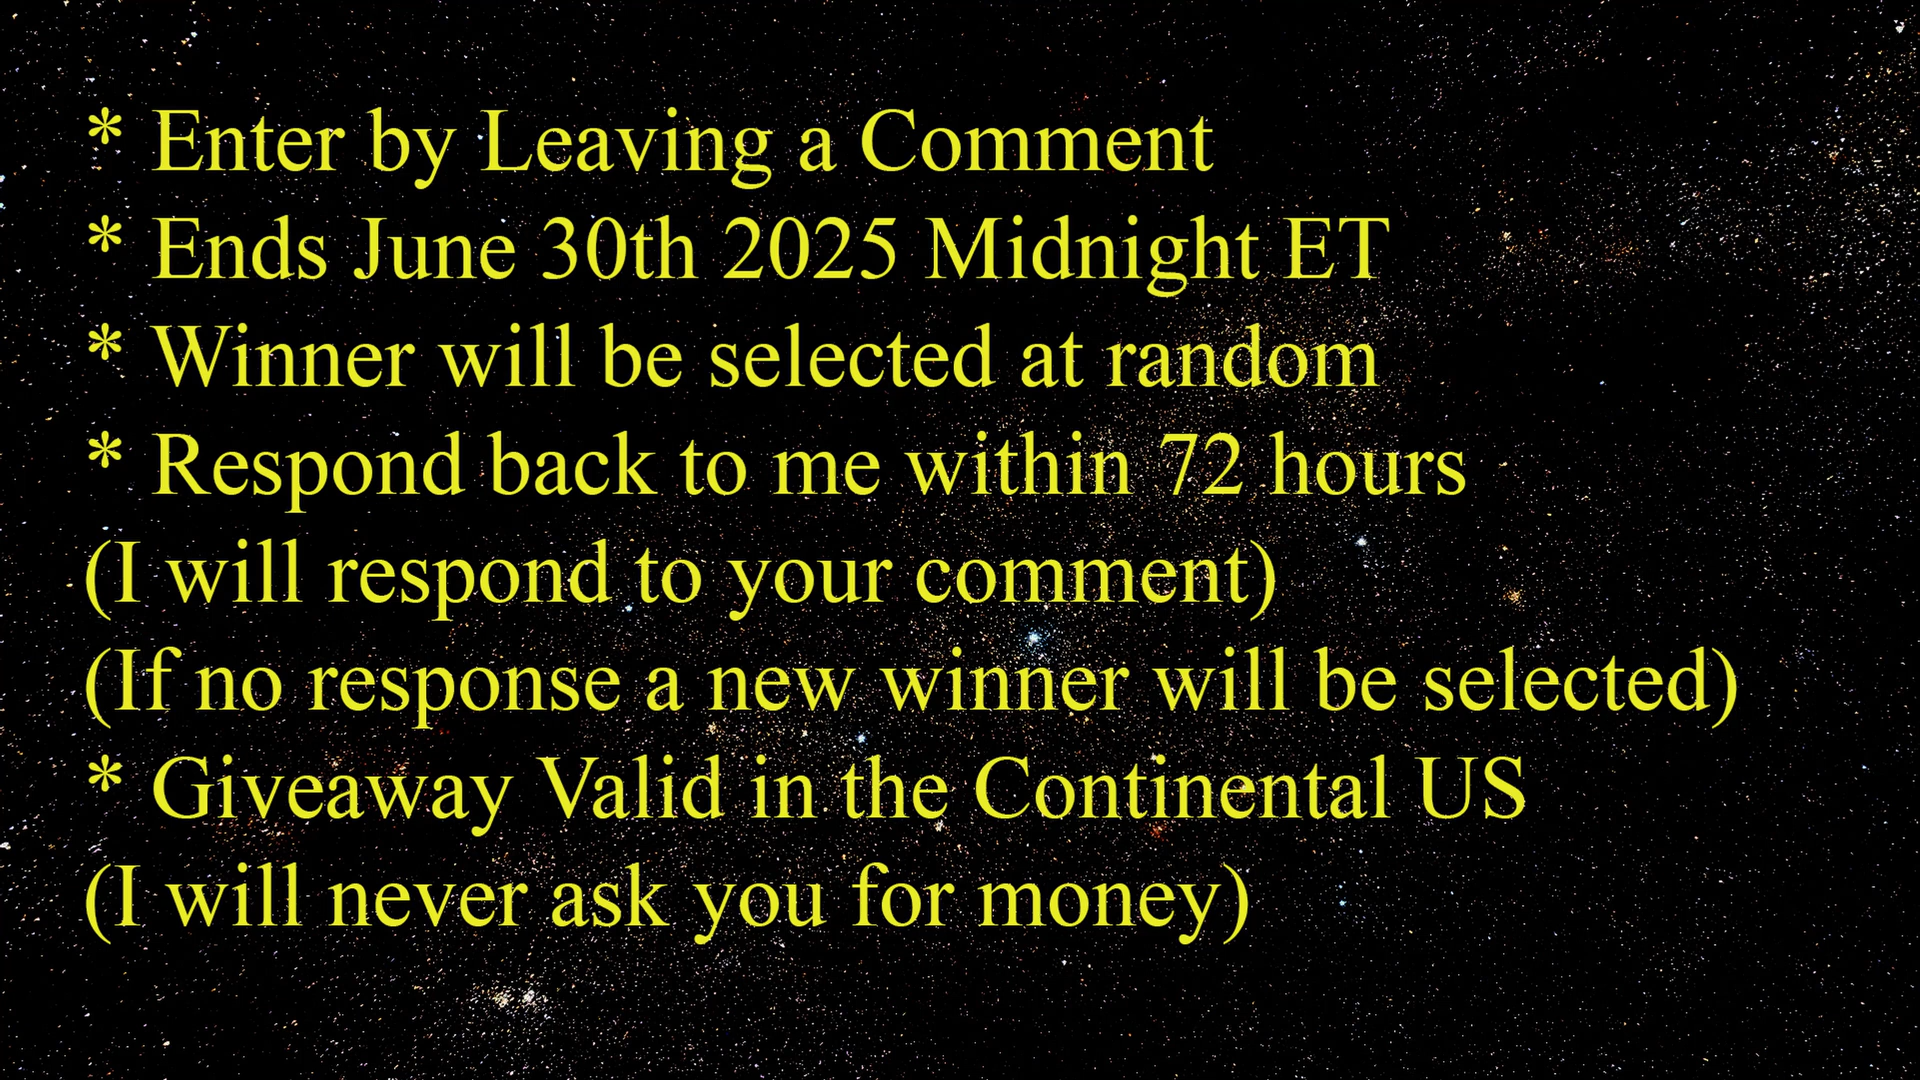 * Enter by Leaving a Comment
* Ends June 30th 2025 Midnight ET
* Winner will be selected at random
* Respond back to me within 72 hours
(I will respond to your comment)
(If no response a new winner will be selected)
* Giveaway Valid in the Continental US
(I will never ask you for money)